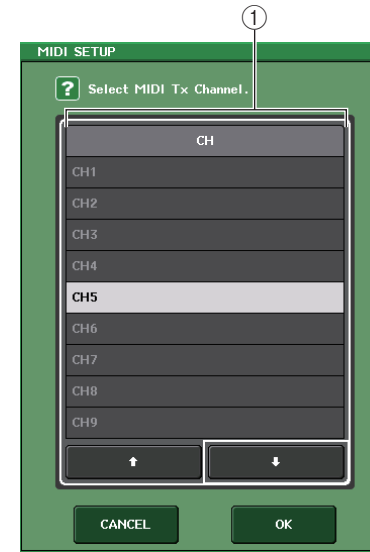 ①
MIDI SETUP
? Select MIDI Tx Channel.
CH
CH1
CH2
CH3
CH4
CH5
CH6
CH7
CH8
CH9
CANCEL OK